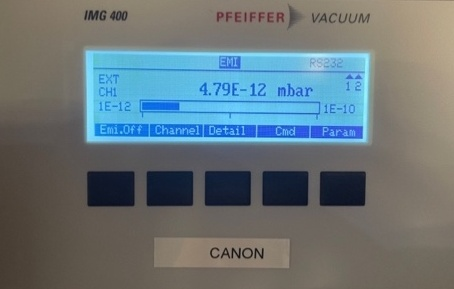 IMG 400 PFEIFFER VACUUM
EMI RS232
EXT
CH1 4.79E-12 mbar 1 2
1E-12 1E-10
Emi.Off Channel Detail Cmd Param
CANON